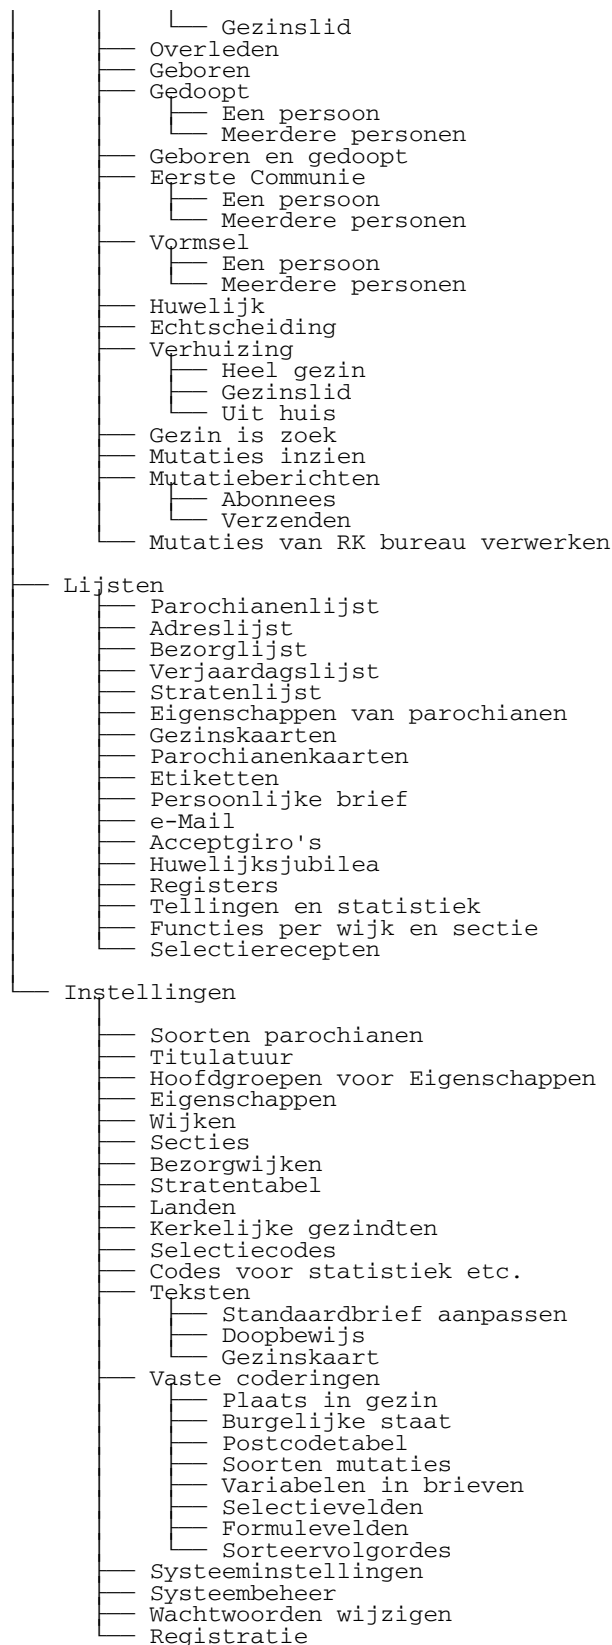 Gezinslid
Overleden
Geboren
Gedoopt
Een persoon
Meerdere personen
Geboren en gedoopt
Eerste Communie
Een persoon
Meerdere personen
Vormsel
Een persoon
Meerdere personen
Huwelijk
Echtscheiding
Verhuizing
Heel gezin
Gezinslid
Uit huis
Gezin is zoek
Mutaties inzien
Mutatieberichten
Abonnees
Verzenden
Mutaties van RK bureau verwerken
Lijsten
Parochianenlijst
Adreslijst
Bezorglijst
Verjaardagslijst
Stratenlijst
Eigenschappen van parochianen
Gezinskaarten
Parochianenkaarten
Etiketten
Persoonlijke brief
e-Mail
Acceptgiro's
Huwelijksjubilea
Registers
Tellingen en statistiek
Functies per wijk en sectie
Selectierecepten
Instellingen
Soorten parochianen
Titulatuur
Hoofdgroepen voor Eigenschappen
Eigenschappen
Wijken
Secties
Bezorgwijken
Stratentabel
Landen
Kerkelijke gezindten
Selectiecodes
Codes voor statistiek etc.
Teksten
Standaardbrief aanpassen
Doopbewijs
Gezinskaart
Vaste coderingen
Plaats in gezin
Burgelijke staat
Postcodetabel
Soorten mutaties
Variabelen in brieven
Selectievelden
Formulevelden
Sorteervolgordes
Systeeminstellingen
Systeembeheer
Wachtwoorden wijzigen
Registratie